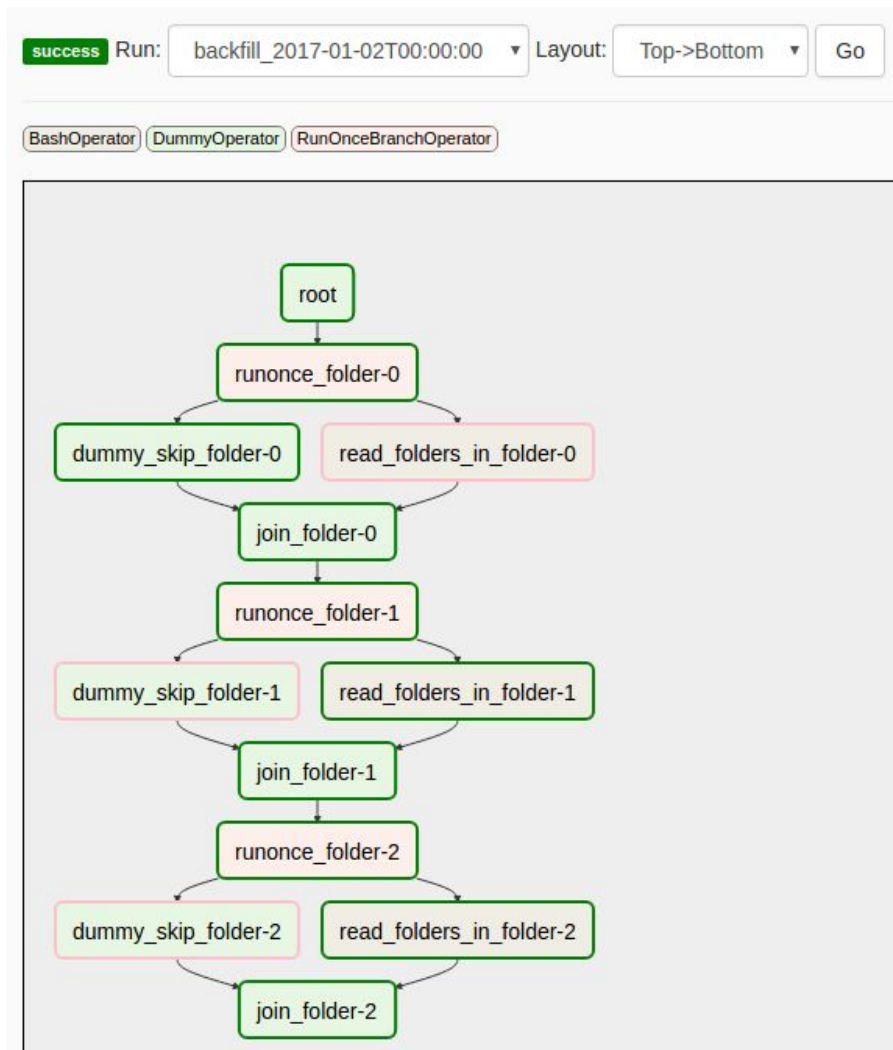 success Run: backfill_2017-01-02T00:00:00 Layout: Top->Bottom Go
BashOperator DummyOperator RunOnceBranchOperator
root
runonce_folder-0
dummy_skip_folder-0 read_folders_in_folder-0
join_folder-0
runonce_folder-1
dummy_skip_folder-1 read_folders_in_folder-1
join_folder-1
runonce_folder-2
dummy_skip_folder-2 read_folders_in_folder-2
join_folder-2